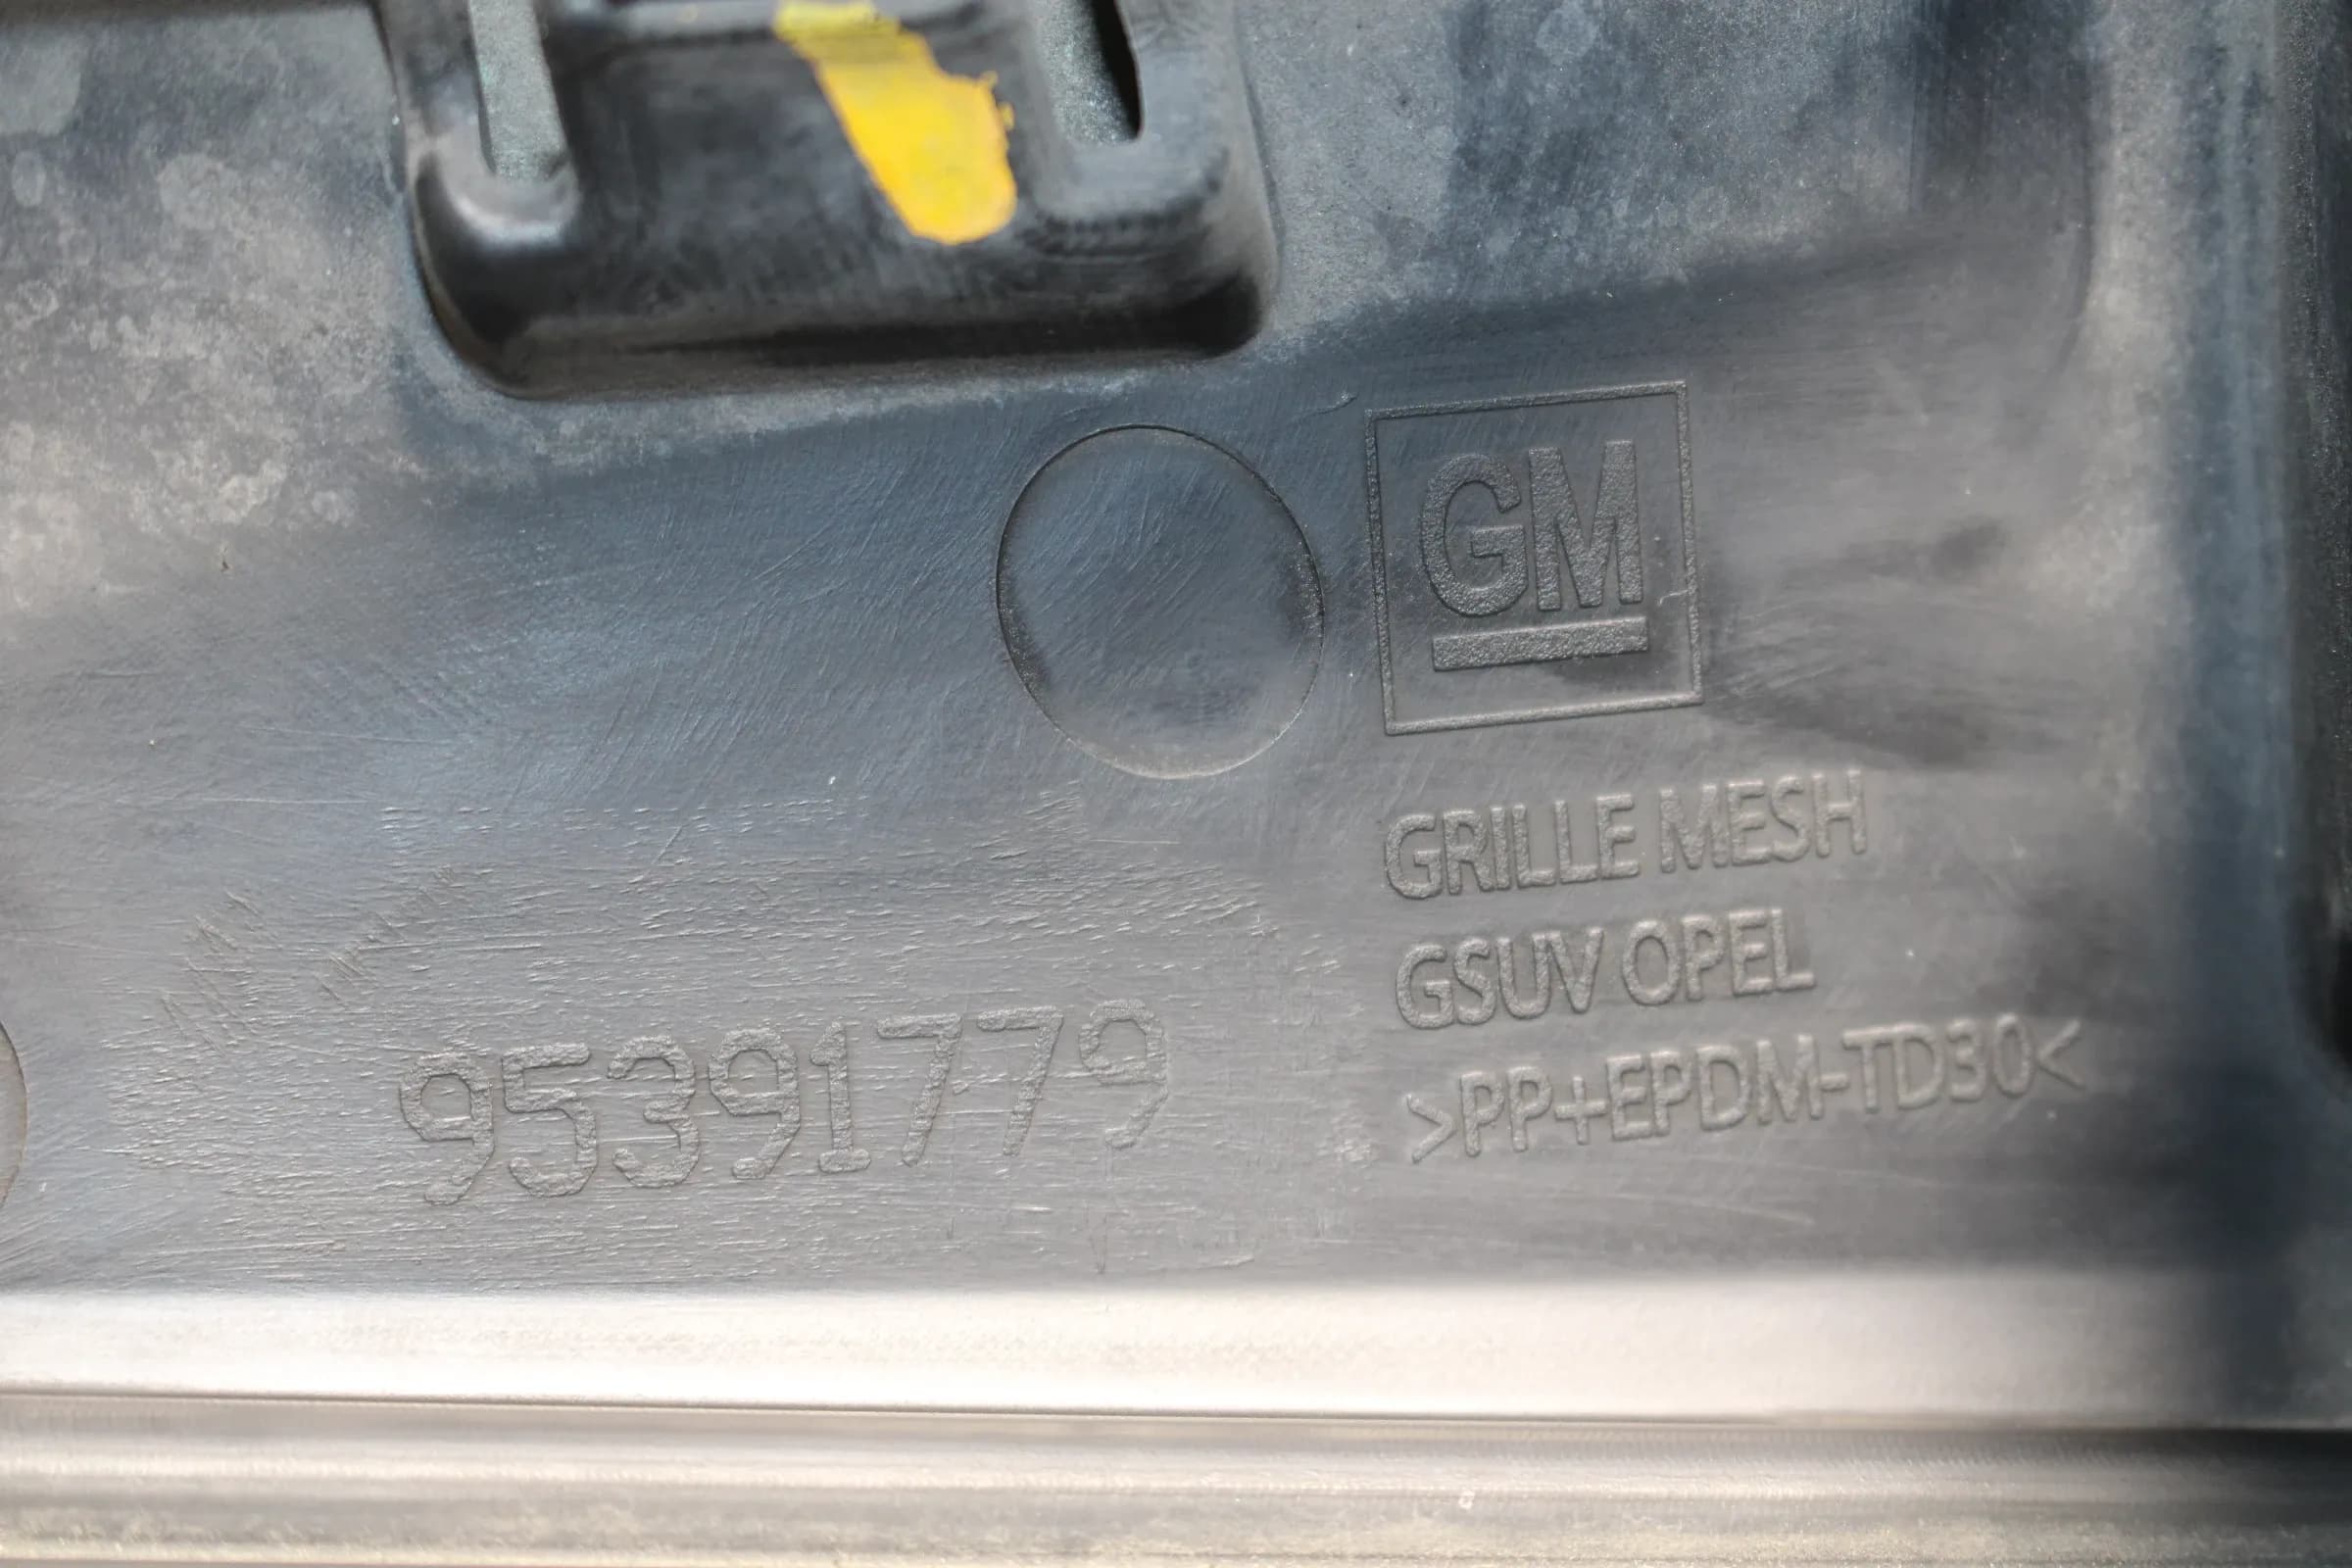 GM
GRILLE MESH
GSUV OPEL
>PP+EPDM-TD30<
95391779